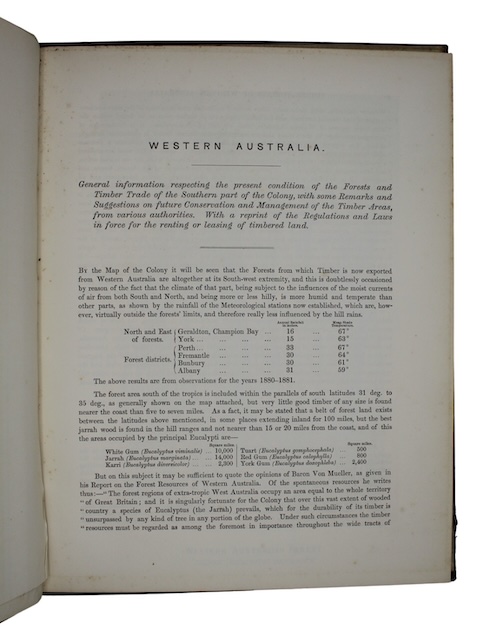 WESTERN AUSTRALIA.
General information respecting the present condition of the Forests and
Timber Trade of the Southern part of the Colony, with some Remarks and
Suggestions on future Conservation and Management of the Timber Areas,
from various authorities. With a reprint of the Regulations and Laws
in force for the renting or leasing of timbered land.
BY the Map of the Colony it will be seen that the Forests from which Timber is now exported
from Western Australia are altogether at its South-west extremity, and this is doubtlessly occasioned
by reason of the fact that the climate of that part, being subject to the influences of the moist currents
of air from both South and North, and being more or less hilly, is more humid and temperate than
other parts, as shown by the rainfall of the Meteorological stations now established, which are, how-
ever, virtually outside the forests' limits, and therefore really less influenced by the hill rains.
Annual Rainfall in inches. Mean Shade Temperature.
North and East of forests. { Geraldton, Champion Bay ... 16 ... 67°
York ... ... ... ... 15 ... 63°
Forest districts. { Perth ... ... ... ... 33 ... 67°
Fremantle ... ... ... 30 ... 64°
Bunbury ... ... ... 30 ... 61°
Albany ... ... ... 31 ... 59°
The above results are from observations for the years 1880-1881.
The forest area south of the tropics is included within the parallels of south latitudes 31 deg. to
35 deg., as generally shown on the map attached, but very little good timber of any size is found
nearer the coast than five to seven miles. As a fact, it may be stated that a belt of forest land exists
between the latitudes above mentioned, in some places extending inland for 100 miles, but the best
jarrah wood is found in the hill ranges and not nearer than 15 or 20 miles from the coast, and of this
the areas occupied by the principal Eucalypti are—
Square miles. Square miles.
White Gum (Eucalyptus viminalis) ... 10,000 Tuart (Eucalyptus gomphocephala) ... 500
Jarrah (Eucalyptus marginata) ... 14,000 Red Gum (Eucalyptus calophylla) ... 800
Karri (Eucalyptus diversicolor) ... 2,300 York Gum (Eucalyptus loxophleba) ... 2,400
But on this subject it may be sufficient to quote the opinions of Baron Von Mueller, as given in
his Report on the Forest Resources of Western Australia. Of the spontaneous resources he writes
thus:—"The forest regions of extra-tropic West Australia occupy an area equal to the whole territory
"of Great Britain; and it is singularly fortunate for the Colony that over this vast extent of wooded
"country a species of Eucalyptus (the Jarrah) prevails, which for the durability of its timber is
"unsurpassed by any kind of tree in any portion of the globe. Under such circumstances the timber
"resources must be regarded as among the foremost in importance throughout the wide tracts of